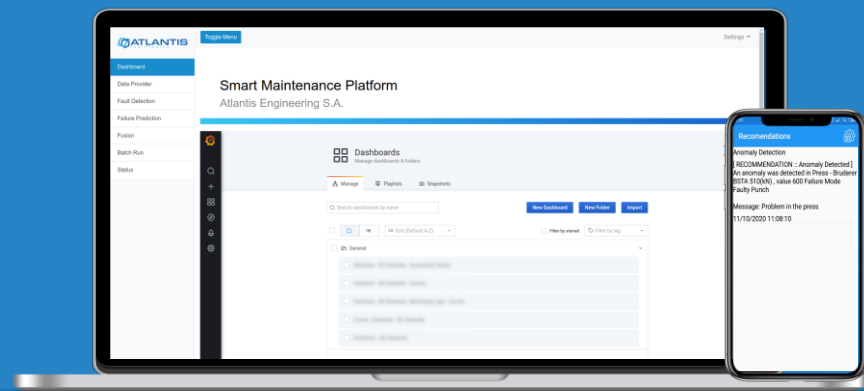 ATLANTIS
Toggle Menu
Settings
Dashboard
Data Provider
Fault Detection
Failure Prediction
Fusion
Batch Run
Status
Smart Maintenance Platform
Atlantis Engineering S.A.
Dashboards
Manage dashboards & folders
Manage
Playlists
Snapshots
Search dashboards by name
New Dashboard
New Folder
Import
Sort (Default A-Z)
Filter by starred
Filter by tag
General
Recomendations
Anomaly Detection
[ RECOMMENDATION :: Anomaly Detected ]
An anomaly was detected in Press - Bruderer
BSTA 510(kN) , value 600 Failure Mode
Faulty Punch
Message: Problem in the press
11/10/2020 11:08:10